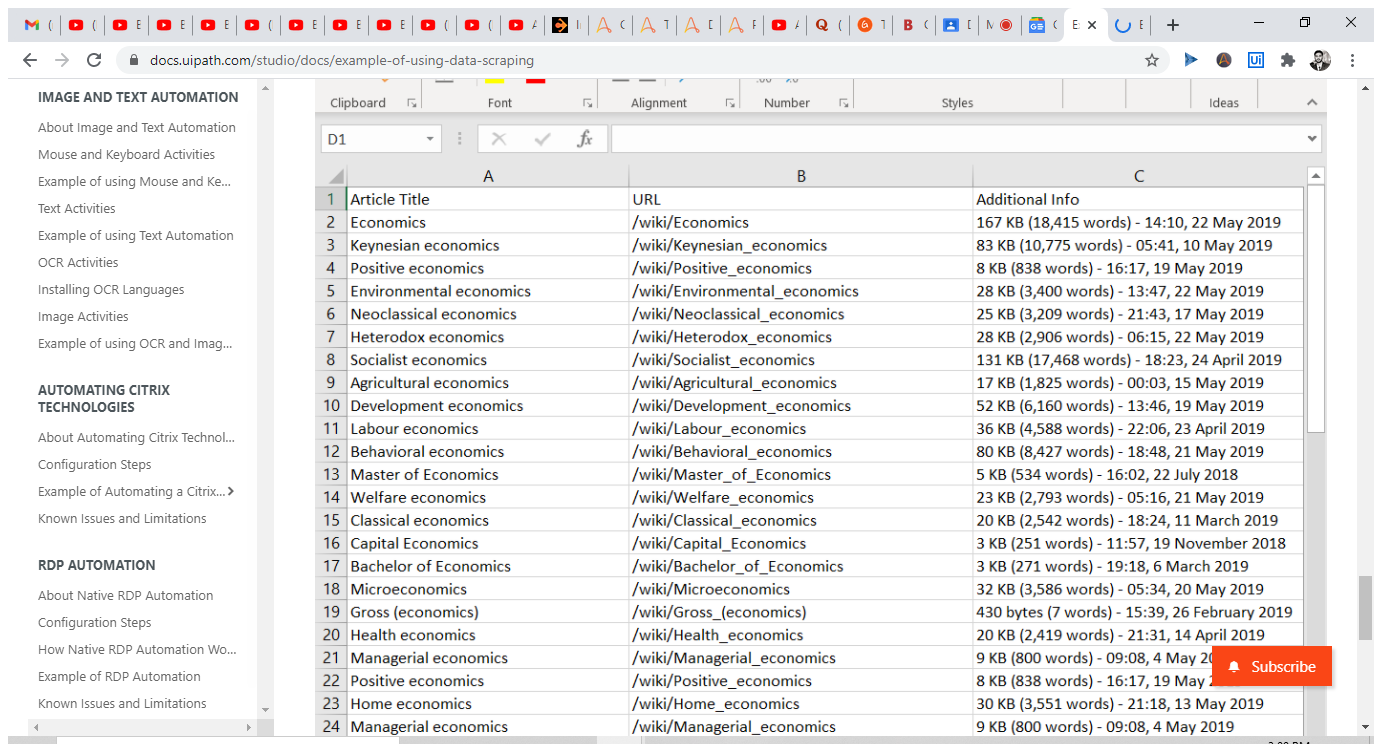 docs.uipath.com/studio/docs/example-of-using-data-scraping
IMAGE AND TEXT AUTOMATION
About Image and Text Automation
Mouse and Keyboard Activities
Example of using Mouse and Ke...
Text Activities
Example of using Text Automation
OCR Activities
Installing OCR Languages
Image Activities
Example of using OCR and Imag...
AUTOMATING CITRIX
TECHNOLOGIES
About Automating Citrix Technol...
Configuration Steps
Example of Automating a Citrix...
Known Issues and Limitations
RDP AUTOMATION
About Native RDP Automation
Configuration Steps
How Native RDP Automation Wo...
Example of RDP Automation
Known Issues and Limitations
Clipboard Font Alignment Number Styles Ideas
D1 fx
A B C
1 Article Title URL Additional Info
2 Economics /wiki/Economics 167 KB (18,415 words) - 14:10, 22 May 2019
3 Keynesian economics /wiki/Keynesian_economics 83 KB (10,775 words) - 05:41, 10 May 2019
4 Positive economics /wiki/Positive_economics 8 KB (838 words) - 16:17, 19 May 2019
5 Environmental economics /wiki/Environmental_economics 28 KB (3,400 words) - 13:47, 22 May 2019
6 Neoclassical economics /wiki/Neoclassical_economics 25 KB (3,209 words) - 21:43, 17 May 2019
7 Heterodox economics /wiki/Heterodox_economics 28 KB (2,906 words) - 06:15, 22 May 2019
8 Socialist economics /wiki/Socialist_economics 131 KB (17,468 words) - 18:23, 24 April 2019
9 Agricultural economics /wiki/Agricultural_economics 17 KB (1,825 words) - 00:03, 15 May 2019
10 Development economics /wiki/Development_economics 52 KB (6,160 words) - 13:46, 19 May 2019
11 Labour economics /wiki/Labour_economics 36 KB (4,588 words) - 22:06, 23 April 2019
12 Behavioral economics /wiki/Behavioral_economics 80 KB (8,427 words) - 18:48, 21 May 2019
13 Master of Economics /wiki/Master_of_Economics 5 KB (534 words) - 16:02, 22 July 2018
14 Welfare economics /wiki/Welfare_economics 23 KB (2,793 words) - 05:16, 21 May 2019
15 Classical economics /wiki/Classical_economics 20 KB (2,542 words) - 18:24, 11 March 2019
16 Capital Economics /wiki/Capital_Economics 3 KB (251 words) - 11:57, 19 November 2018
17 Bachelor of Economics /wiki/Bachelor_of_Economics 3 KB (271 words) - 19:18, 6 March 2019
18 Microeconomics /wiki/Microeconomics 32 KB (3,586 words) - 05:34, 20 May 2019
19 Gross (economics) /wiki/Gross_(economics) 430 bytes (7 words) - 15:39, 26 February 2019
20 Health economics /wiki/Health_economics 20 KB (2,419 words) - 21:31, 14 April 2019
21 Managerial economics /wiki/Managerial_economics 9 KB (800 words) - 09:08, 4 May
22 Positive economics /wiki/Positive_economics 8 KB (838 words) - 16:17, 19 May
Subscribe
23 Home economics /wiki/Home_economics 30 KB (3,551 words) - 21:18, 13 May 2019
24 Managerial economics /wiki/Managerial_economics 9 KB (800 words) - 09:08, 4 May 2019